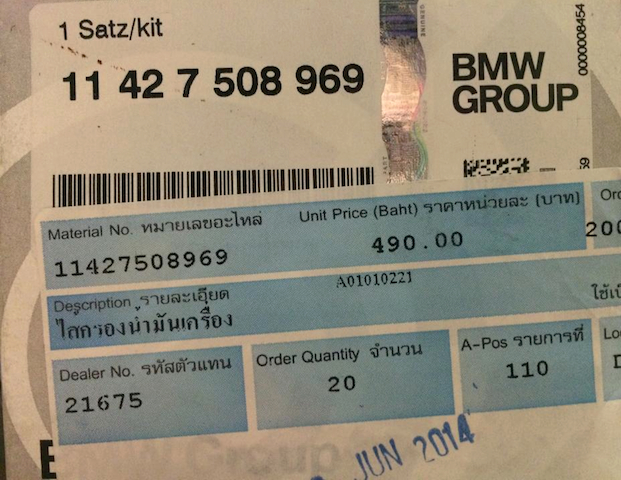 1 Satz/kit
11 42 7 508 969
BMW
GROUP
0000008454
Material No. หมายเลขอะไหล่
11427508969
Unit Price (Baht) ราคาหน่วยละ (บาท)
490.00
200
Description รายละเอียด
A01010221
ไส้กรองน้ำมันเครื่อง
Dealer No. รหัสตัวแทน
21675
Order Quantity จำนวน
20
A-Pos รายการที่
110
JUN 2014
BMW Group